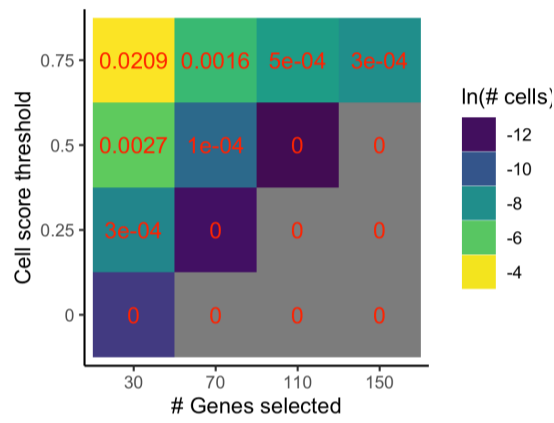 0.75
0.0209 0.0016 5e-04 3e-04
0.5
0.0027 1e-04 0 0
0.25
3e-04 0 0 0
0
0 0 0 0
30 70 110 150
# Genes selected
Cell score threshold
ln(# cells)
-12
-10
-8
-6
-4